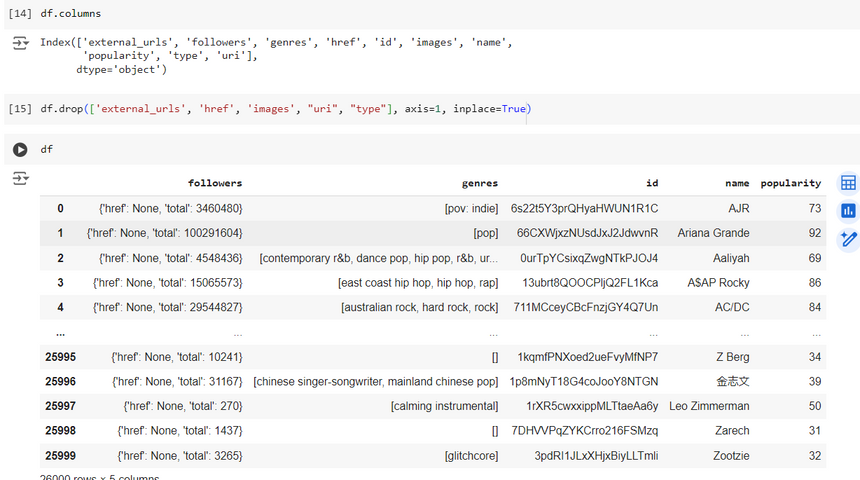 [14] df.columns
Index(['external_urls', 'followers', 'genres', 'href', 'id', 'images', 'name',
'popularity', 'type', 'uri'],
dtype='object')
[15] df.drop(['external_urls', 'href', 'images', "uri", "type"], axis=1, inplace=True)
df
followers genres id name popularity
0 {'href': None, 'total': 3460480} [pov: indie] 6s22t5Y3prQHyaHWUN1R1C AJR 73
1 {'href': None, 'total': 100291604} [pop] 66CXWjxzNUsdJxJ2JdwvnR Ariana Grande 92
2 {'href': None, 'total': 4548436} [contemporary r&b, dance pop, hip pop, r&b, ur... 0urTpYCsixqZwgNTkPJOJ4 Aaliyah 69
3 {'href': None, 'total': 15065573} [east coast hip hop, hip hop, rap] 13ubrt8QOOCPljQ2FL1Kca A$AP Rocky 86
4 {'href': None, 'total': 29544827} [australian rock, hard rock, rock] 711MCceyCBcFnzjGY4Q7Un AC/DC 84
... ... ... ... ... ...
25995 {'href': None, 'total': 10241} [] 1kqmfPNXoed2ueFvyMfNP7 Z Berg 34
25996 {'href': None, 'total': 31167} [chinese singer-songwriter, mainland chinese pop] 1p8mNyT18G4coJooY8NTGN 金志文 39
25997 {'href': None, 'total': 270} [calming instrumental] 1rXR5cwxxippMLTtaeAa6y Leo Zimmerman 50
25998 {'href': None, 'total': 1437} [] 7DHVVPqZYKCrro216FSMzq Zarech 31
25999 {'href': None, 'total': 3265} [glitchcore] 3pdRI1JLxXHjxBiyLLTmli Zootzie 32
26000 rows × 5 columns